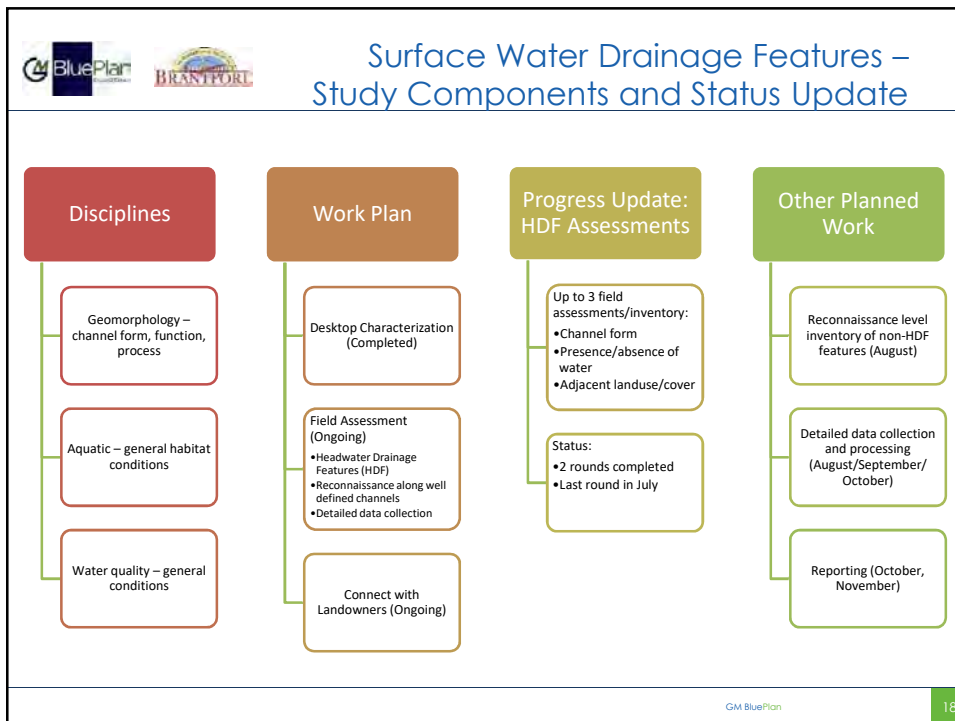 GM BluePlan
BRANTFORD
Surface Water Drainage Features –
Study Components and Status Update
Disciplines
Geomorphology –
channel form, function,
process
Aquatic – general habitat
conditions
Water quality – general
conditions
Work Plan
Desktop Characterization
(Completed)
Field Assessment
(Ongoing)
•Headwater Drainage
Features (HDF)
•Reconnaissance along well
defined channels
•Detailed data collection
Connect with
Landowners (Ongoing)
Progress Update:
HDF Assessments
Up to 3 field
assessments/inventory:
•Channel form
•Presence/absence of
water
•Adjacent landuse/cover
Status:
•2 rounds completed
•Last round in July
Other Planned
Work
Reconnaissance level
inventory of non-HDF
features (August)
Detailed data collection
and processing
(August/September/
October)
Reporting (October,
November)
GM BluePlan
18